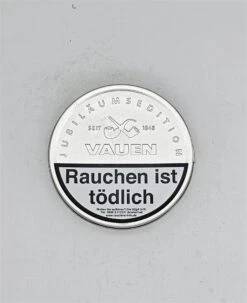 JUBILÄUMSEDITION
SEIT 1848
VAUEN
Rauchen ist
tödlich